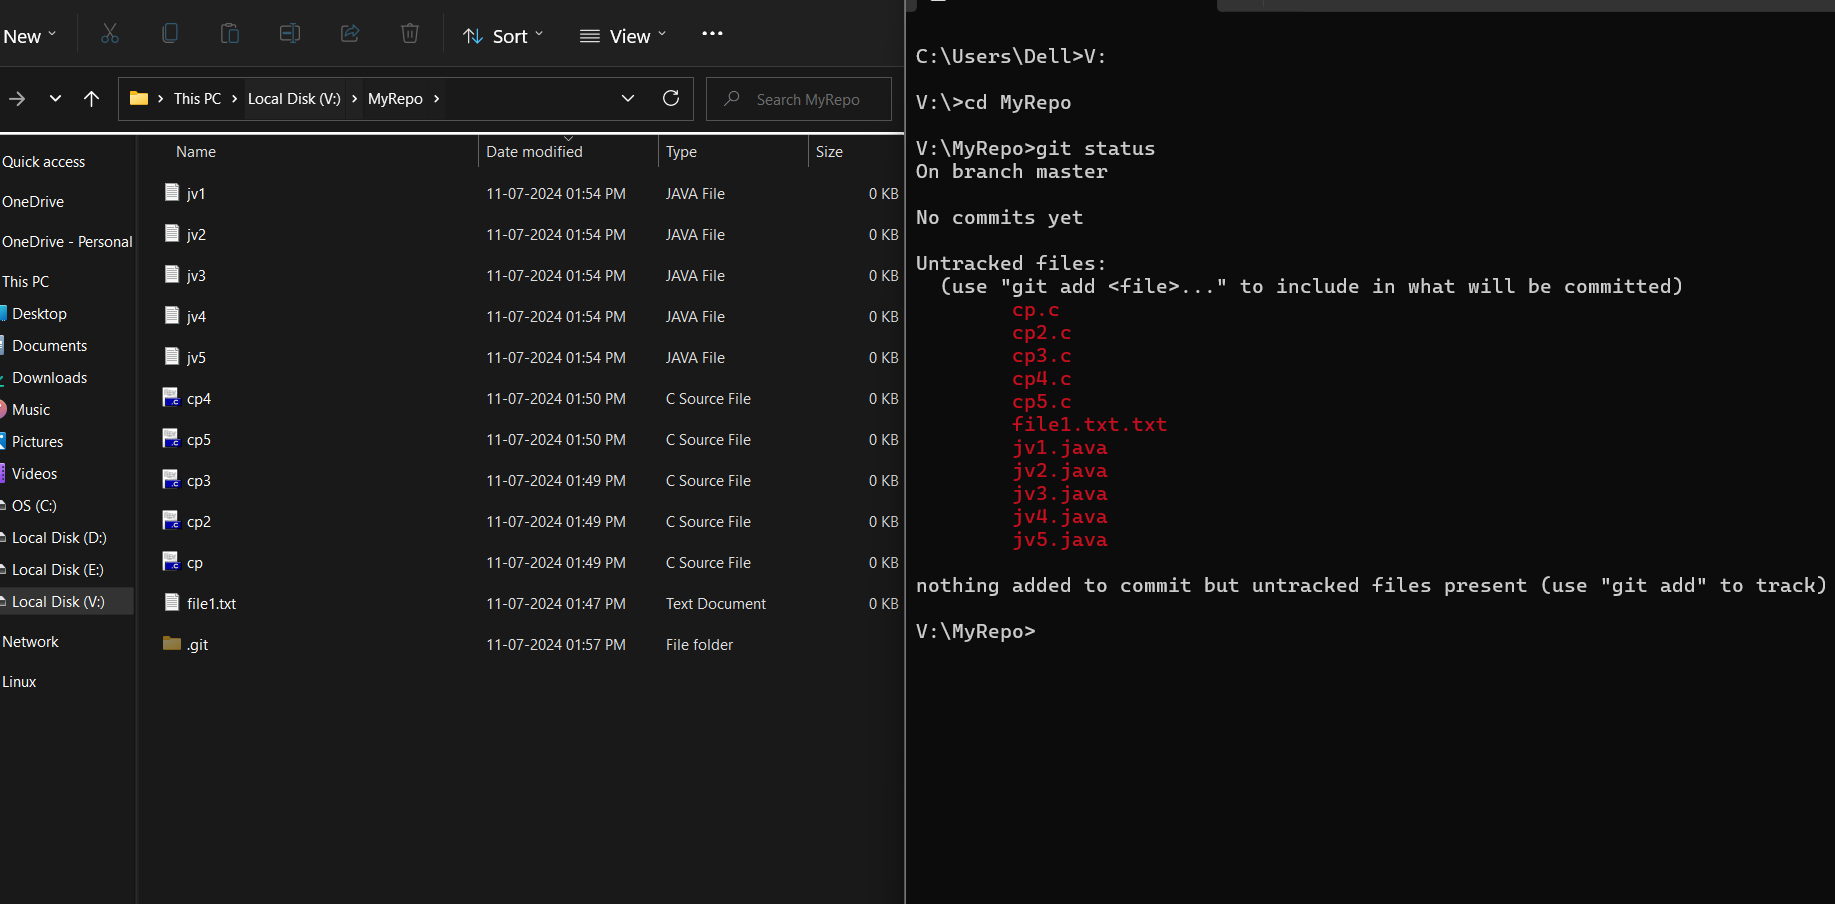 New
Sort
View
This PC
Local Disk (V:)
MyRepo
Search MyRepo
Quick access
OneDrive
OneDrive - Personal
This PC
Desktop
Documents
Downloads
Music
Pictures
Videos
OS (C:)
Local Disk (D:)
Local Disk (E:)
Local Disk (V:)
Network
Linux
Name Date modified Type Size
jv1 11-07-2024 01:54 PM JAVA File 0 KB
jv2 11-07-2024 01:54 PM JAVA File 0 KB
jv3 11-07-2024 01:54 PM JAVA File 0 KB
jv4 11-07-2024 01:54 PM JAVA File 0 KB
jv5 11-07-2024 01:54 PM JAVA File 0 KB
cp4 11-07-2024 01:50 PM C Source File 0 KB
cp5 11-07-2024 01:50 PM C Source File 0 KB
cp3 11-07-2024 01:49 PM C Source File 0 KB
cp2 11-07-2024 01:49 PM C Source File 0 KB
cp 11-07-2024 01:49 PM C Source File 0 KB
file1.txt 11-07-2024 01:47 PM Text Document 0 KB
.git 11-07-2024 01:57 PM File folder
C:\Users\Dell>V:
V:\>cd MyRepo
V:\MyRepo>git status
On branch master
No commits yet
Untracked files:
(use "git add <file>..." to include in what will be committed)
cp.c
cp2.c
cp3.c
cp4.c
cp5.c
file1.txt.txt
jv1.java
jv2.java
jv3.java
jv4.java
jv5.java
nothing added to commit but untracked files present (use "git add" to track)
V:\MyRepo>